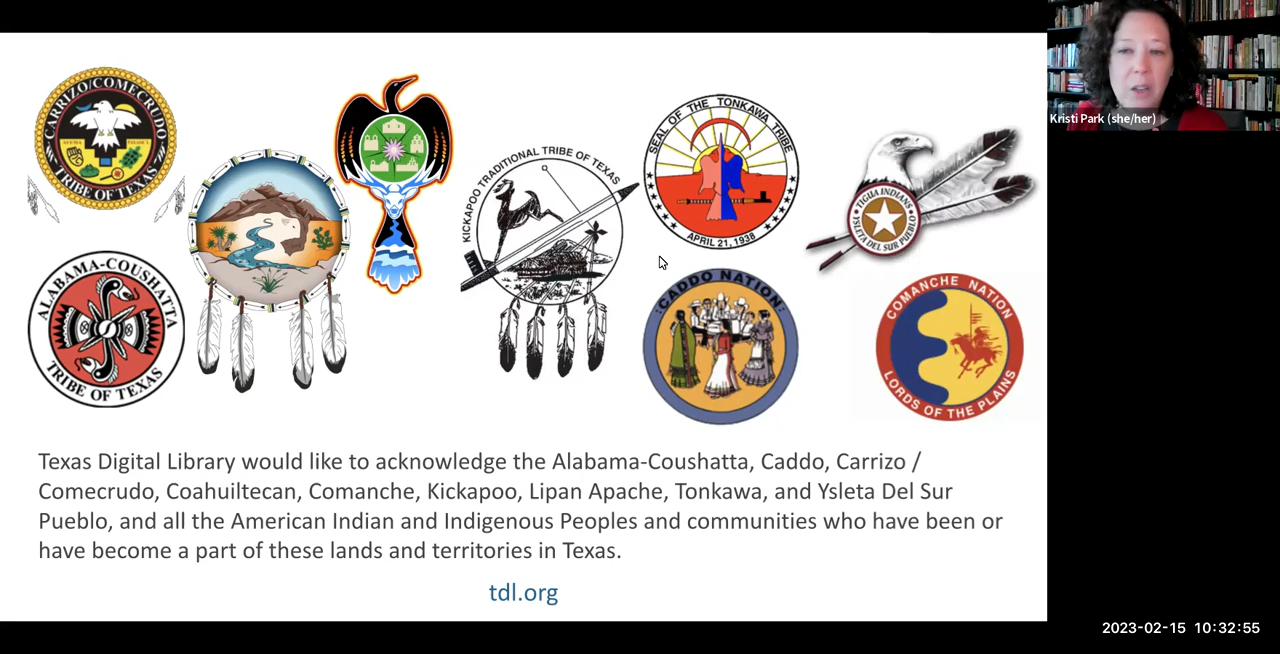 CARRIZO/COMECRUDO
TRIBE OF TEXAS
KICKAPOO TRADITIONAL TRIBE OF TEXAS
SEAL OF THE TONKAWA TRIBE
APRIL 21, 1938
TIGUA INDIANS
YSLETA DEL SUR PUEBLO
Kristi Park (she/her)
ALABAMA-COUSHATTA
TRIBE OF TEXAS
CADDO NATION
COMANCHE NATION
LORDS OF THE PLAINS
Texas Digital Library would like to acknowledge the Alabama-Coushatta, Caddo, Carrizo /
Comecrudo, Coahuiltecan, Comanche, Kickapoo, Lipan Apache, Tonkawa, and Ysleta Del Sur
Pueblo, and all the American Indian and Indigenous Peoples and communities who have been or
have become a part of these lands and territories in Texas.
tdl.org
2023-02-15 10:32:55